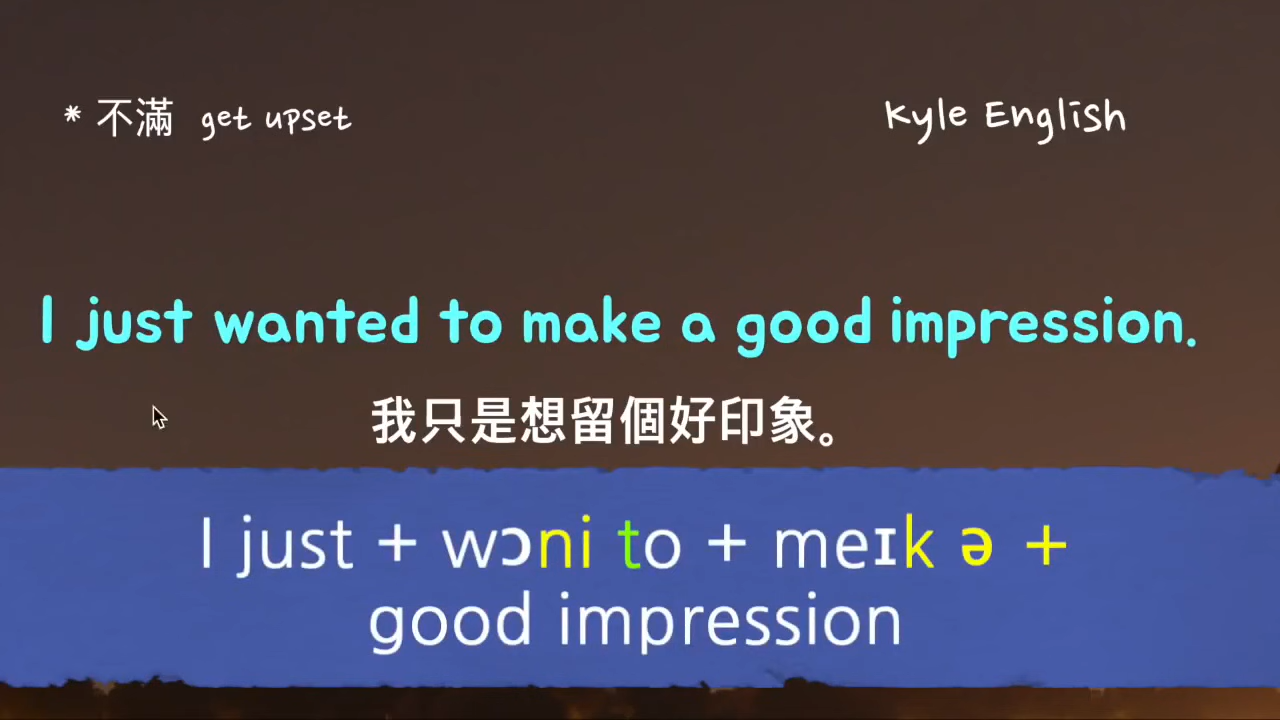 * 不滿 get upset
Kyle English
I just wanted to make a good impression.
我只是想留個好印象。
I just + wɔni to + meɪk ə +
good impression